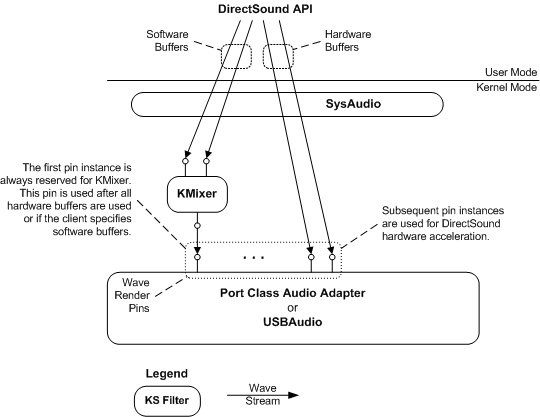 DirectSound API
Software
Buffers
Hardware
Buffers
User Mode
Kernel Mode
SysAudio
The first pin instance is
always reserved for KMixer.
This pin is used after all
hardware buffers are used
or if the client specifies
software buffers.
KMixer
Subsequent pin instances
are used for DirectSound
hardware acceleration.
. . .
Wave
Render
Pins
Port Class Audio Adapter
or
USBAudio
Legend
KS Filter
Wave
Stream